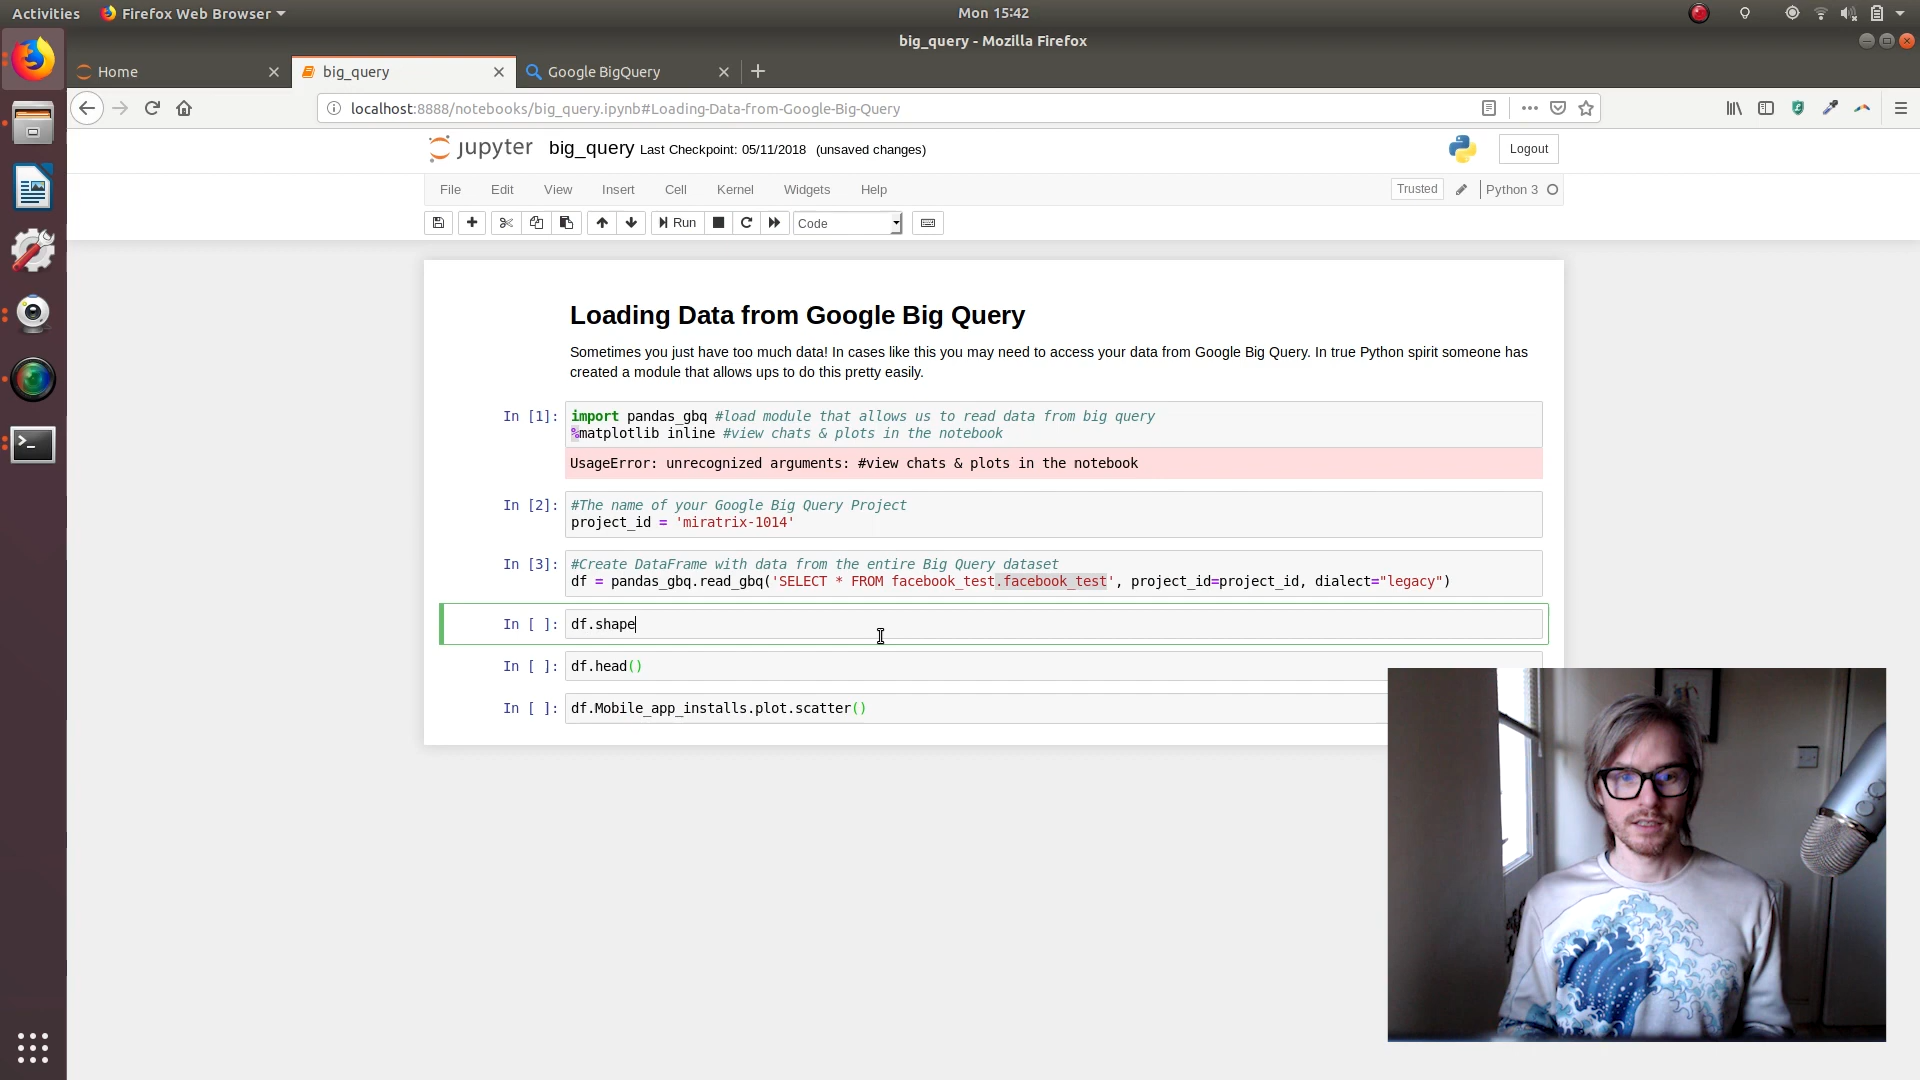 Activities Firefox Web Browser Mon 15:42
big_query - Mozilla Firefox
Home big_query Google BigQuery
localhost:8888/notebooks/big_query.ipynb#Loading-Data-from-Google-Big-Query
jupyter big_query Last Checkpoint: 05/11/2018 (unsaved changes) Logout
File Edit View Insert Cell Kernel Widgets Help Trusted Python 3
Run Code
Loading Data from Google Big Query
Sometimes you just have too much data! In cases like this you may need to access your data from Google Big Query. In true Python spirit someone has
created a module that allows ups to do this pretty easily.
In [1]: import pandas_gbq #load module that allows us to read data from big query
%matplotlib inline #view chats & plots in the notebook
UsageError: unrecognized arguments: #view chats & plots in the notebook
In [2]: #The name of your Google Big Query Project
project_id = 'miratrix-1014'
In [3]: #Create DataFrame with data from the entire Big Query dataset
df = pandas_gbq.read_gbq('SELECT * FROM facebook_test.facebook_test', project_id=project_id, dialect="legacy")
In [ ]: df.shape
In [ ]: df.head()
In [ ]: df.Mobile_app_installs.plot.scatter()